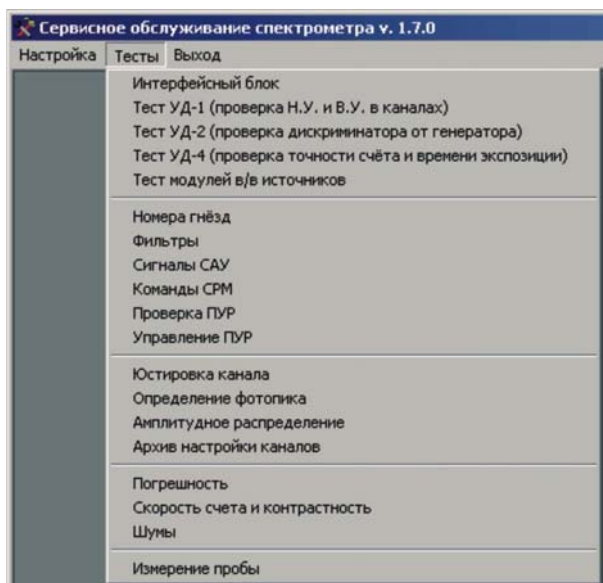 Сервисное обслуживание спектрометра v. 1.7.0
Настройка Тесты Выход
Интерфейсный блок
Тест УД-1 (проверка Н.У. и В.У. в каналах)
Тест УД-2 (проверка дискриминатора от генератора)
Тест УД-4 (проверка точности счёта и времени экспозиции)
Тест модулей в/в источников
Номера гнёзд
Фильтры
Сигналы САУ
Команды СРМ
Проверка ПУР
Управление ПУР
Юстировка канала
Определение фотопика
Амплитудное распределение
Архив настройки каналов
Погрешность
Скорость счета и контрастность
Шумы
Измерение пробы